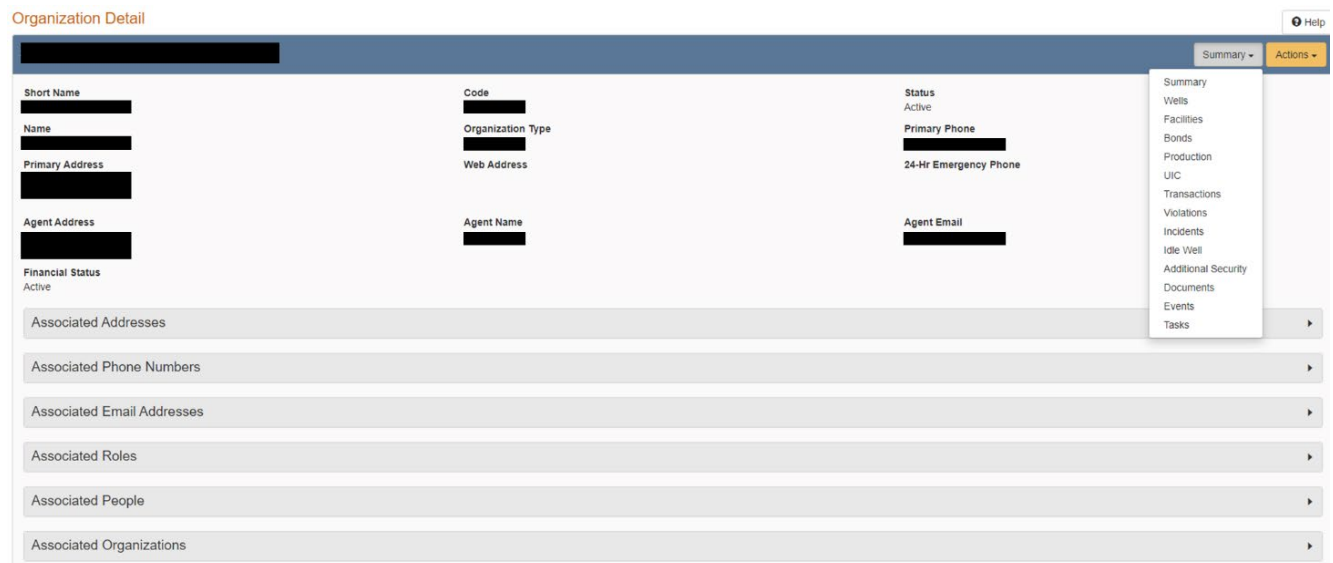 Organization Detail
Help
Summary
Actions
Short Name
Code
Status
Active
Name
Organization Type
Primary Phone
Primary Address
Web Address
24-Hr Emergency Phone
Agent Address
Agent Name
Agent Email
Financial Status
Active
Summary
Wells
Facilities
Bonds
Production
UIC
Transactions
Violations
Incidents
Idle Well
Additional Security
Documents
Events
Tasks
Associated Addresses
Associated Phone Numbers
Associated Email Addresses
Associated Roles
Associated People
Associated Organizations